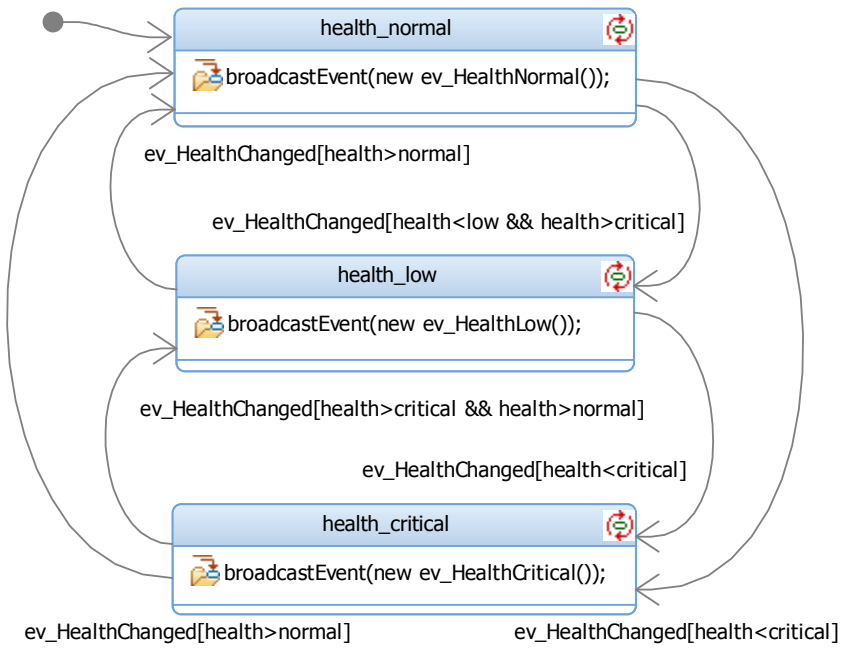 health_normal
broadcastEvent(new ev_HealthNormal());
ev_HealthChanged[health>normal]
ev_HealthChanged[health<low && health>critical]
health_low
broadcastEvent(new ev_HealthLow());
ev_HealthChanged[health>critical && health>normal]
ev_HealthChanged[health<critical]
health_critical
broadcastEvent(new ev_HealthCritical());
ev_HealthChanged[health>normal]
ev_HealthChanged[health<critical]